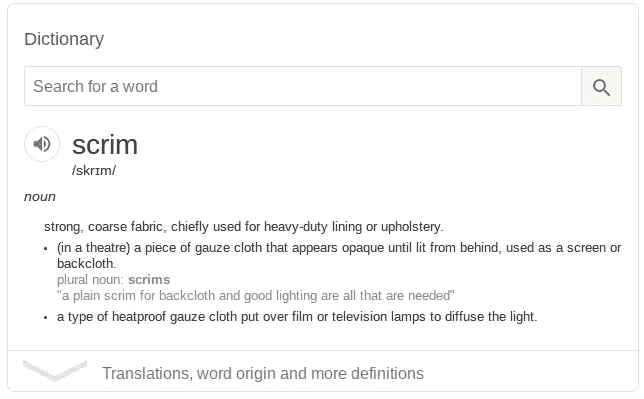 Dictionary
Search for a word
scrim
/skrɪm/
noun
strong, coarse fabric, chiefly used for heavy-duty lining or upholstery.
• (in a theatre) a piece of gauze cloth that appears opaque until lit from behind, used as a screen or
backcloth.
plural noun: scrims
"a plain scrim for backcloth and good lighting are all that are needed"
• a type of heatproof gauze cloth put over film or television lamps to diffuse the light.
Translations, word origin and more definitions